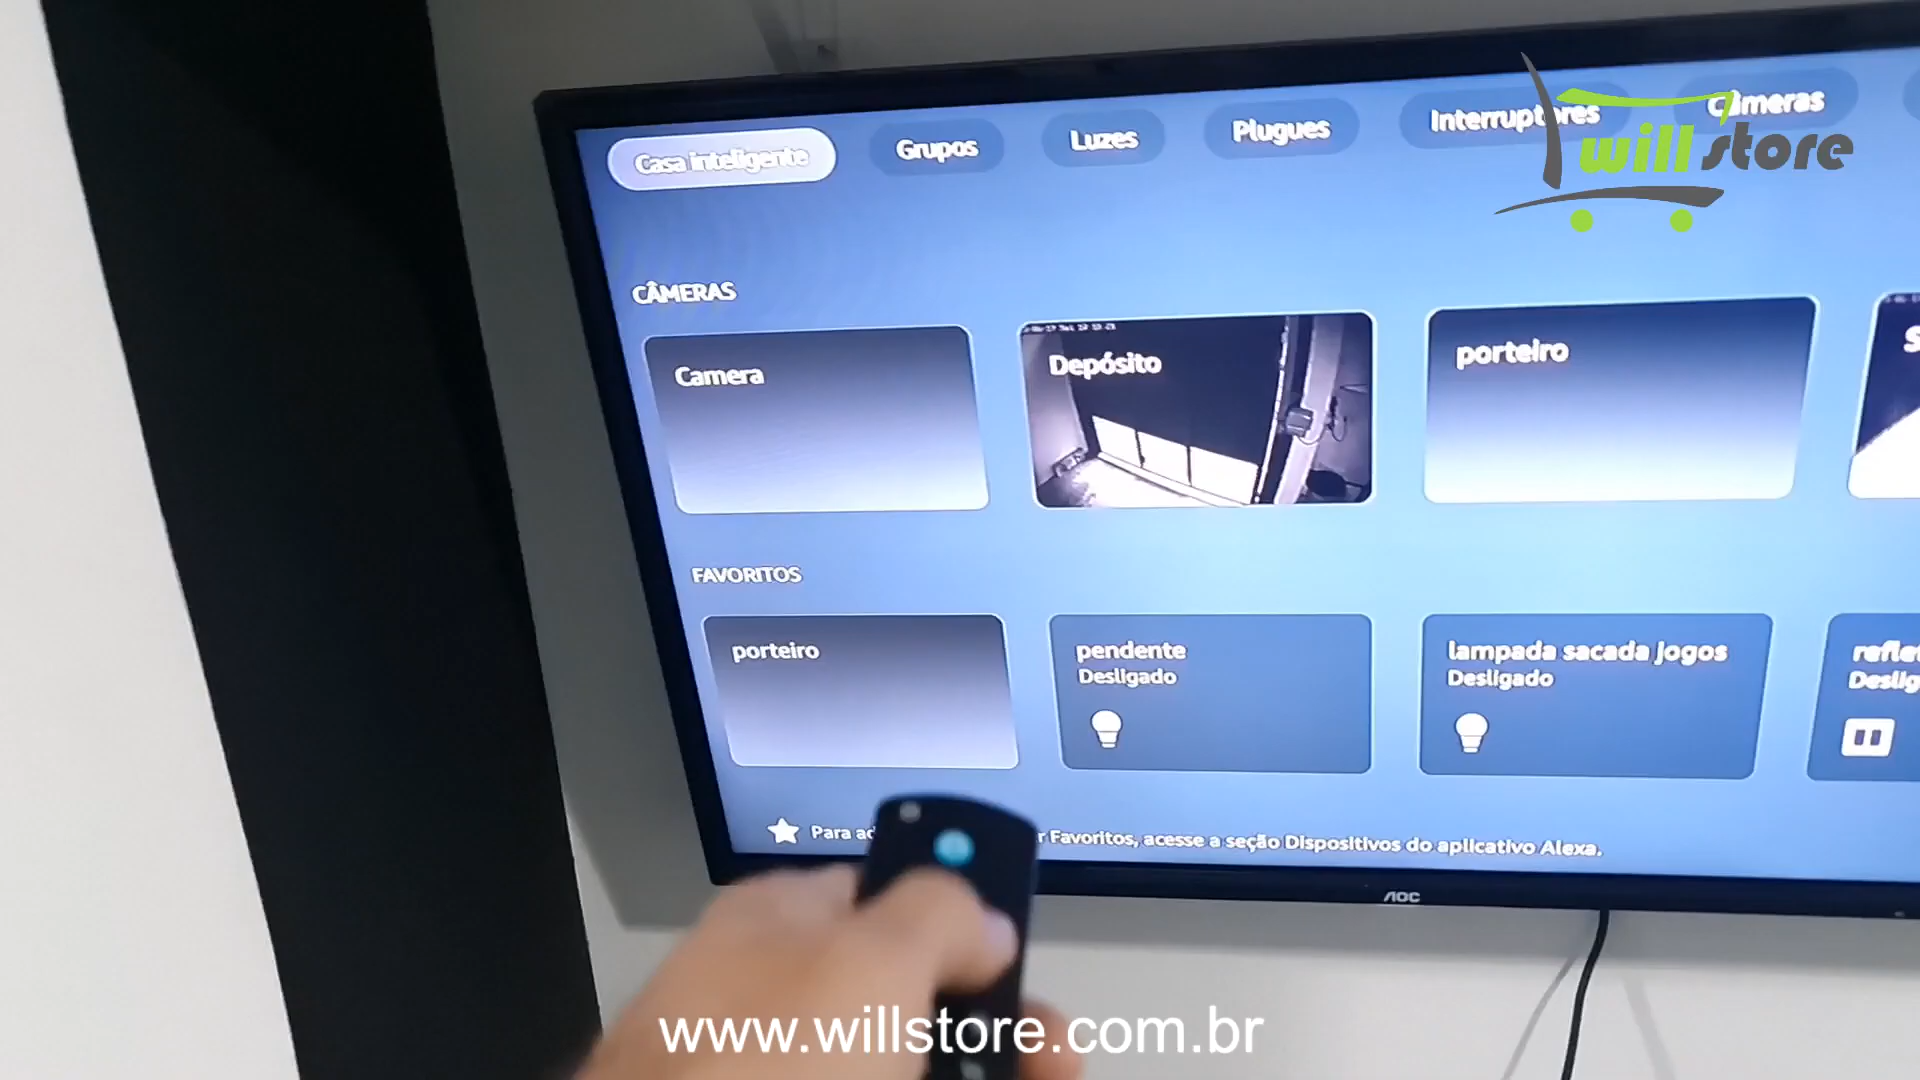 Casa inteligente
Grupos
Luzes
Plugues
Interruptores
Câmeras
will store
CÂMERAS
Camera
Depósito
porteiro
FAVORITOS
porteiro
pendente
Desligado
lampada sacada jogos
Desligado
Para
Favoritos, acesse a seção Dispositivos do aplicativo Alexa.
AOC
www.willstore.com.br